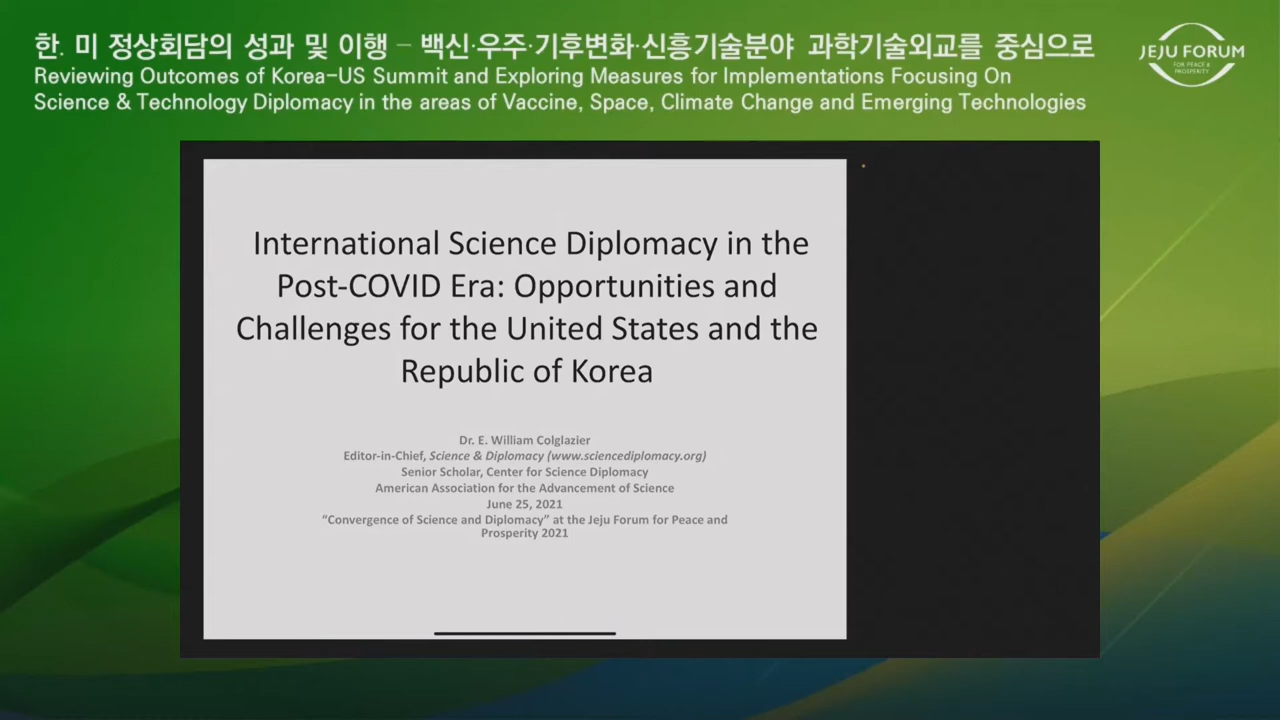 한. 미 정상회담의 성과 및 이행 – 백신·우주·기후변화·신흥기술분야 과학기술외교를 중심으로
Reviewing Outcomes of Korea-US Summit and Exploring Measures for Implementations Focusing On
Science & Technology Diplomacy in the areas of Vaccine, Space, Climate Change and Emerging Technologies
JEJU FORUM
FOR PEACE &
PROSPERITY
International Science Diplomacy in the
Post-COVID Era: Opportunities and
Challenges for the United States and the
Republic of Korea
Dr. E. William Colglazier
Editor-in-Chief, Science & Diplomacy (www.sciencediplomacy.org)
Senior Scholar, Center for Science Diplomacy
American Association for the Advancement of Science
June 25, 2021
“Convergence of Science and Diplomacy” at the Jeju Forum for Peace and
Prosperity 2021